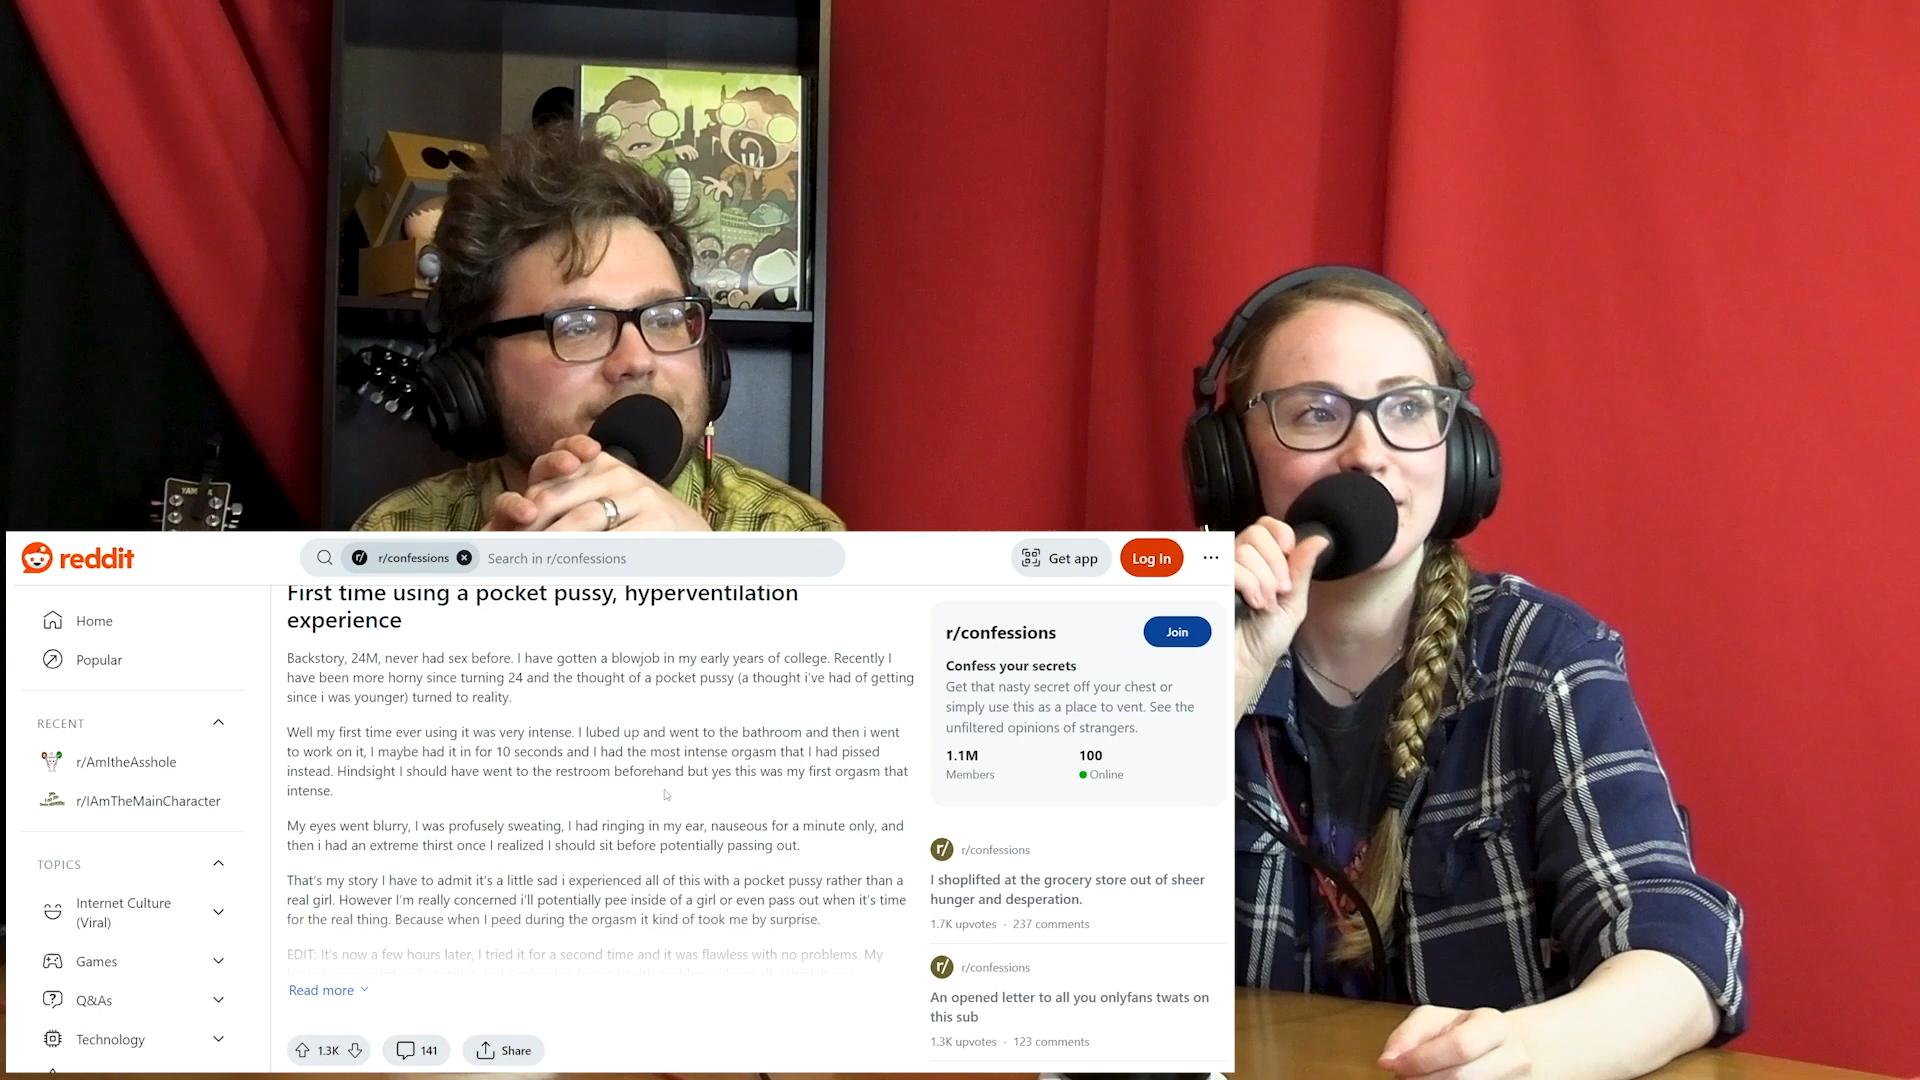 YAMAHA
reddit
r/confessions
Search in r/confessions
Get app
Log In
Home
Popular
RECENT
r/AmItheAsshole
r/IAmTheMainCharacter
TOPICS
Internet Culture
(Viral)
Games
Q&As
Technology
First time using a pocket pussy, hyperventilation
experience
Backstory, 24M, never had sex before. I have gotten a blowjob in my early years of college. Recently I
have been more horny since turning 24 and the thought of a pocket pussy (a thought i've had of getting
since i was younger) turned to reality.
Well my first time ever using it was very intense. I lubed up and went to the bathroom and then i went
to work on it, I maybe had it in for 10 seconds and I had the most intense orgasm that I had pissed
instead. Hindsight I should have went to the restroom beforehand but yes this was my first orgasm that
intense.
My eyes went blurry, I was profusely sweating, I had ringing in my ear, nauseous for a minute only, and
then i had an extreme thirst once I realized I should sit before potentially passing out.
That's my story I have to admit it's a little sad i experienced all of this with a pocket pussy rather than a
real girl. However I'm really concerned i'll potentially pee inside of a girl or even pass out when it's time
for the real thing. Because when I peed during the orgasm it kind of took me by surprise.
EDIT: It's now a few hours later, I tried it for a second time and it was flawless with no problems. My
Read more
1.3K
141
Share
r/confessions
Join
Confess your secrets
Get that nasty secret off your chest or
simply use this as a place to vent. See the
unfiltered opinions of strangers.
1.1M
100
Members
Online
r/confessions
I shoplifted at the grocery store out of sheer
hunger and desperation.
1.7K upvotes · 237 comments
r/confessions
An opened letter to all you onlyfans twats on
this sub
1.3K upvotes · 123 comments